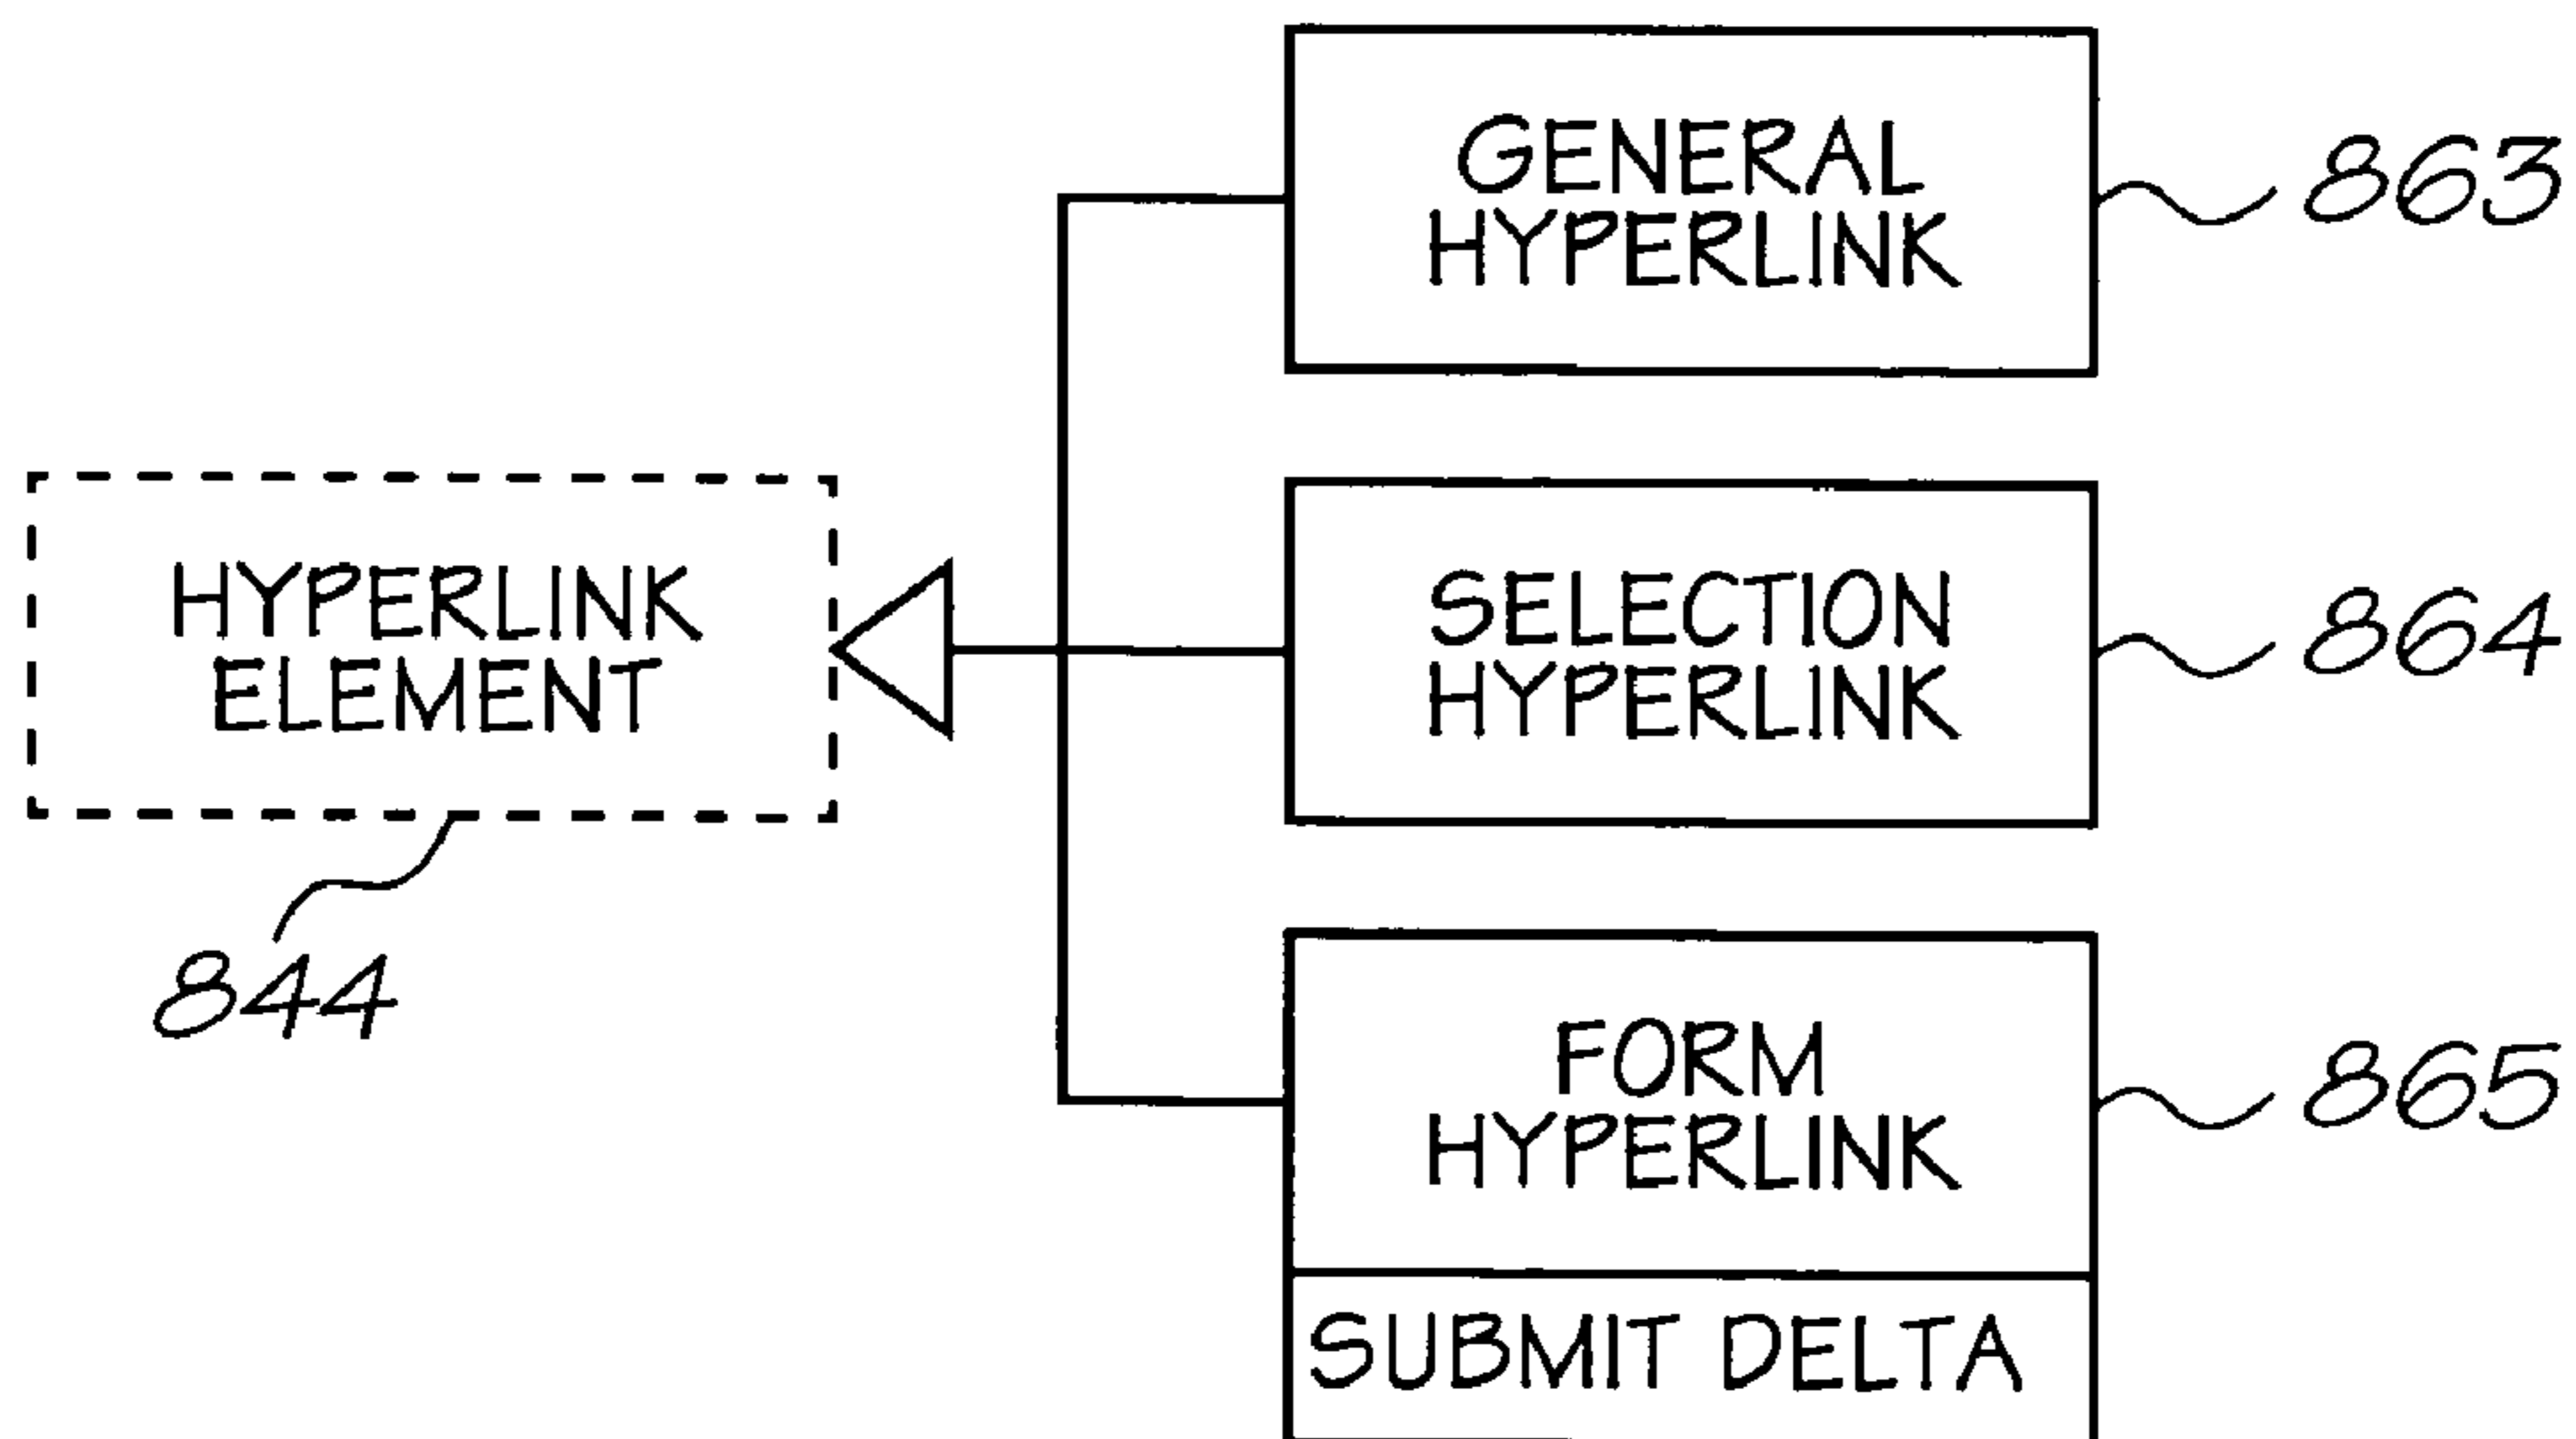 GENERAL
HYPERLINK
863
HYPERLINK
ELEMENT
844
SELECTION
HYPERLINK
864
FORM
HYPERLINK
865
SUBMIT DELTA